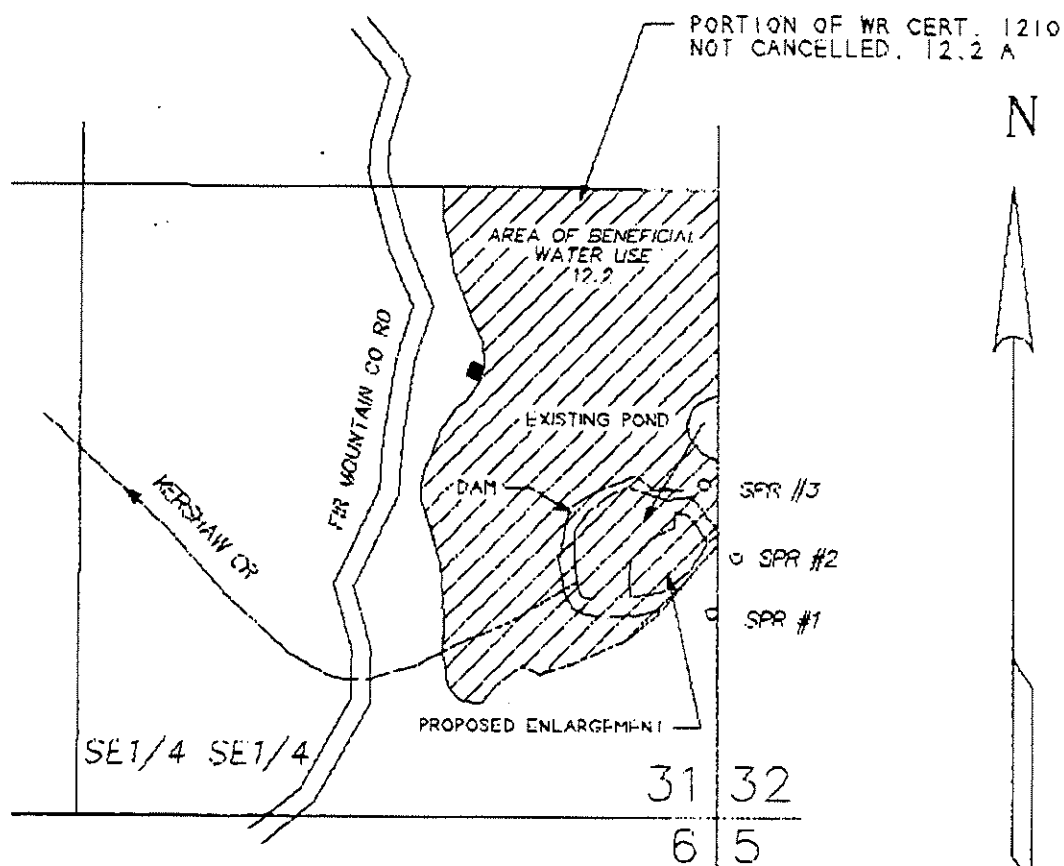 PORTION OF WR CERT. 1210
NOT CANCELLED. 12.2 A
N
AREA OF BENEFICIAL
WATER USE
12.2
FIR MOUNTAIN CO RD
EXISTING POND
DAM
SPR #3
KERSHAW CR
SPR #2
SPR #1
PROPOSED ENLARGEMENT
SE1/4 SE1/4
31 32
6 5